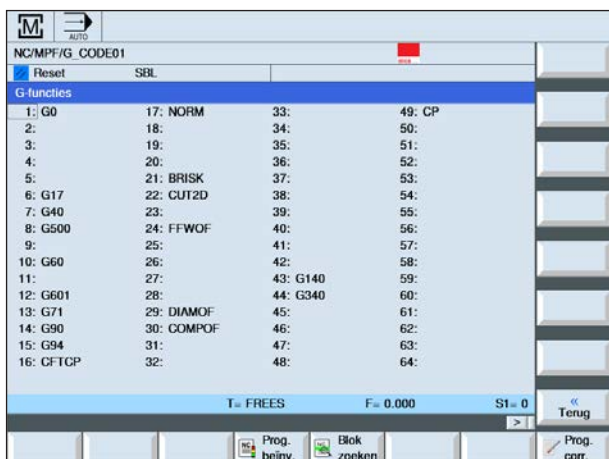 M
AUTO
NC/MPF/G_CODE01
Reset SBL
G-functies
1: G0 17: NORM 33: 49: CP
2: 18: 34: 50:
3: 19: 35: 51:
4: 20: 36: 52:
5: 21: BRISK 37: 53:
6: G17 22: CUT2D 38: 54:
7: G40 23: 39: 55:
8: G500 24: FFWOF 40: 56:
9: 25: 41: 57:
10: G60 26: 42: 58:
11: 27: 43: G140 59:
12: G601 28: 44: G340 60:
13: G71 29: DIAMOF 45: 61:
14: G90 30: COMPOF 46: 62:
15: G94 31: 47: 63:
16: CFTCP 32: 48: 64:
T= FREES F= 0.000 S1= 0
« Terug
>
NC Prog. beïnv.
NC Blok zoeken
Prog. corr.